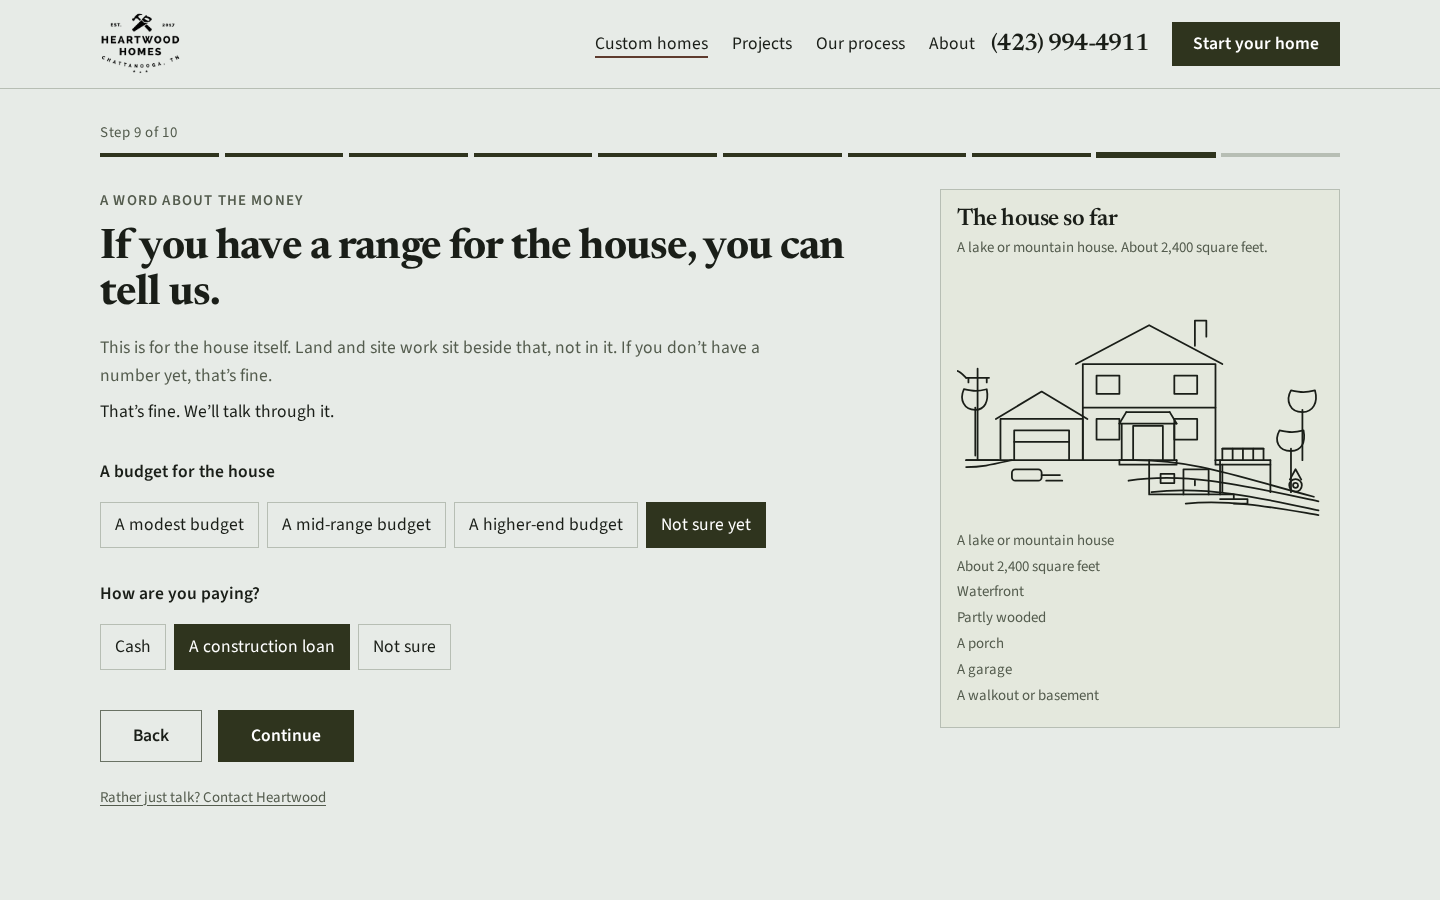 EST. 2017
HEARTWOOD
HOMES
CHATTANOOGA, TN
Custom homes
Projects
Our process
About
(423) 994-4911
Start your home
Step 9 of 10
A WORD ABOUT THE MONEY
If you have a range for the house, you can
tell us.
This is for the house itself. Land and site work sit beside that, not in it. If you don’t have a
number yet, that’s fine.
That’s fine. We’ll talk through it.
A budget for the house
A modest budget
A mid-range budget
A higher-end budget
Not sure yet
How are you paying?
Cash
A construction loan
Not sure
Back
Continue
Rather just talk? Contact Heartwood
The house so far
A lake or mountain house. About 2,400 square feet.
A lake or mountain house
About 2,400 square feet
Waterfront
Partly wooded
A porch
A garage
A walkout or basement